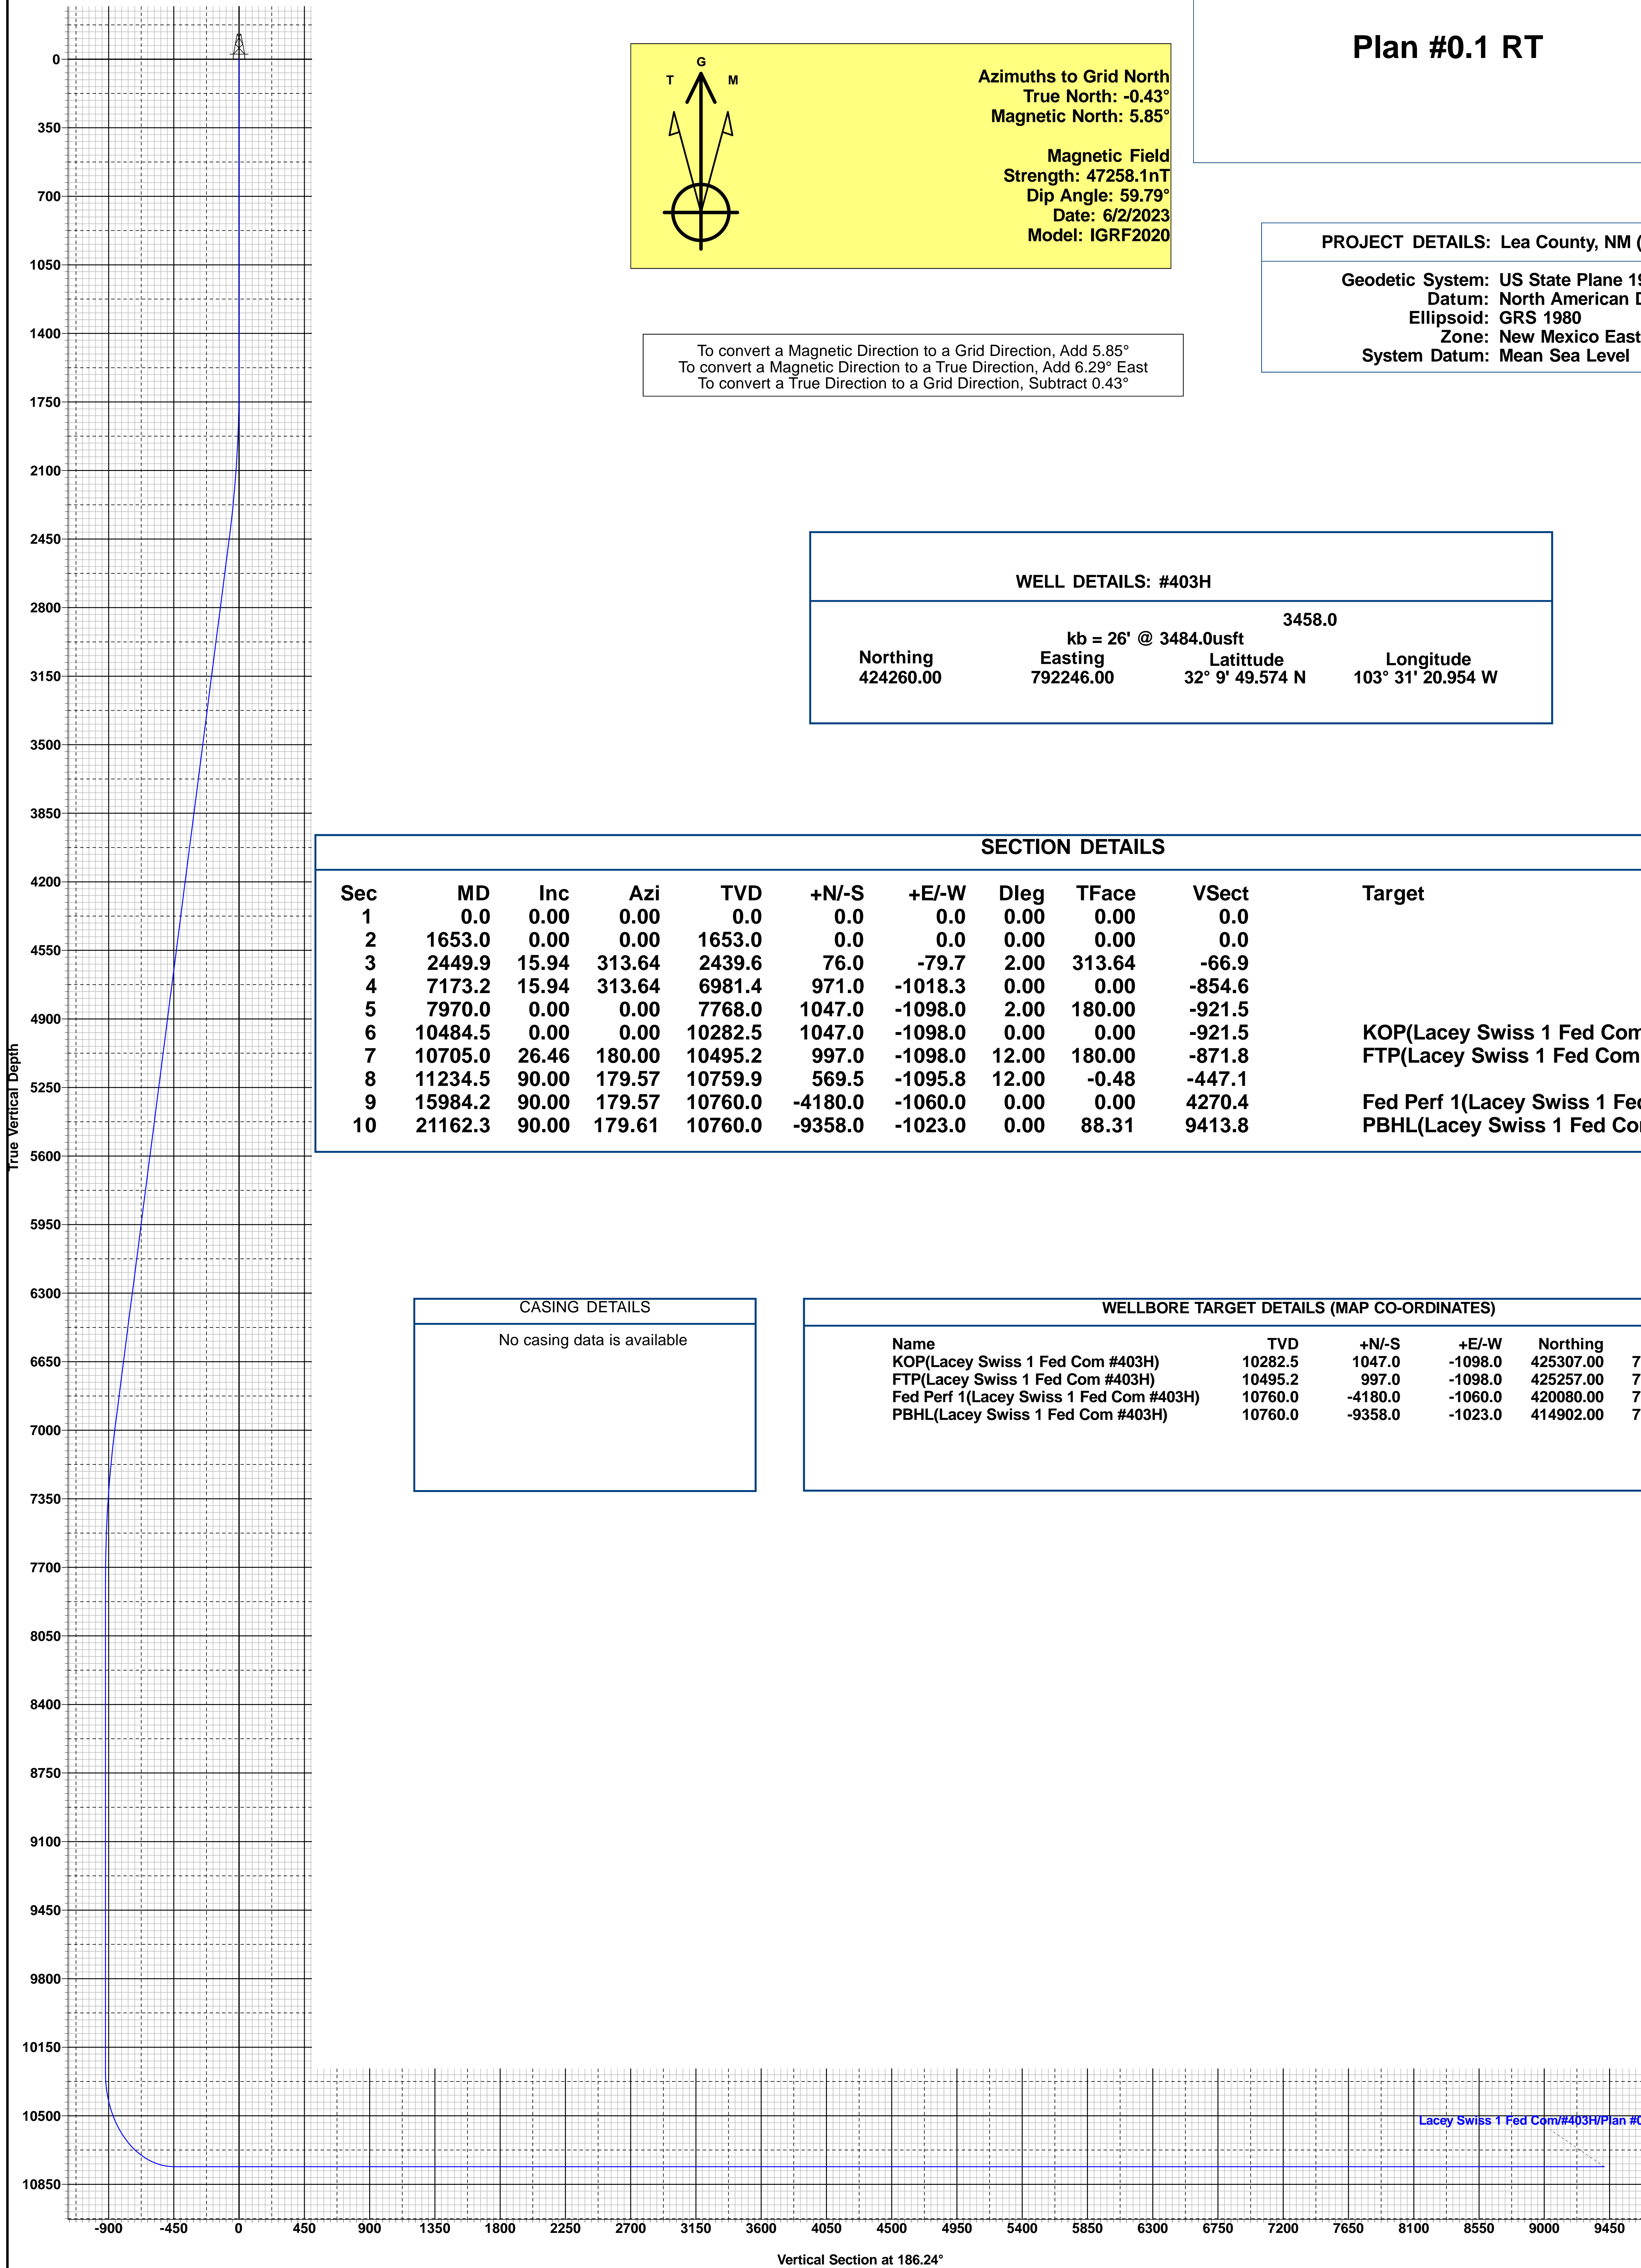 Plan #0.1 RT
T G M
Azimuths to Grid North
True North: -0.43°
Magnetic North: 5.85°
Magnetic Field
Strength: 47258.1nT
Dip Angle: 59.79°
Date: 6/2/2023
Model: IGRF2020
PROJECT DETAILS: Lea County, NM (
Geodetic System: US State Plane 19
Datum: North American D
Ellipsoid: GRS 1980
Zone: New Mexico East
System Datum: Mean Sea Level
To convert a Magnetic Direction to a Grid Direction, Add 5.85°
To convert a Magnetic Direction to a True Direction, Add 6.29° East
To convert a True Direction to a Grid Direction, Subtract 0.43°
WELL DETAILS: #403H
3458.0
kb = 26' @ 3484.0usft
Northing Easting Latittude Longitude
424260.00 792246.00 32° 9' 49.574 N 103° 31' 20.954 W
SECTION DETAILS
Sec MD Inc Azi TVD +N/-S +E/-W Dleg TFace VSect Target
1 0.0 0.00 0.00 0.0 0.0 0.0 0.00 0.00 0.0
2 1653.0 0.00 0.00 1653.0 0.0 0.0 0.00 0.00 0.0
3 2449.9 15.94 313.64 2439.6 76.0 -79.7 2.00 313.64 -66.9
4 7173.2 15.94 313.64 6981.4 971.0 -1018.3 0.00 0.00 -854.6
5 7970.0 0.00 0.00 7768.0 1047.0 -1098.0 2.00 180.00 -921.5
6 10484.5 0.00 0.00 10282.5 1047.0 -1098.0 0.00 0.00 -921.5 KOP(Lacey Swiss 1 Fed Com
7 10705.0 26.46 180.00 10495.2 997.0 -1098.0 12.00 180.00 -871.8 FTP(Lacey Swiss 1 Fed Com
8 11234.5 90.00 179.57 10759.9 569.5 -1095.8 12.00 -0.48 -447.1
9 15984.2 90.00 179.57 10760.0 -4180.0 -1060.0 0.00 0.00 4270.4 Fed Perf 1(Lacey Swiss 1 Fed
10 21162.3 90.00 179.61 10760.0 -9358.0 -1023.0 0.00 88.31 9413.8 PBHL(Lacey Swiss 1 Fed Com
CASING DETAILS
No casing data is available
WELLBORE TARGET DETAILS (MAP CO-ORDINATES)
Name TVD +N/-S +E/-W Northing
KOP(Lacey Swiss 1 Fed Com #403H) 10282.5 1047.0 -1098.0 425307.00 7
FTP(Lacey Swiss 1 Fed Com #403H) 10495.2 997.0 -1098.0 425257.00 7
Fed Perf 1(Lacey Swiss 1 Fed Com #403H) 10760.0 -4180.0 -1060.0 420080.00 7
PBHL(Lacey Swiss 1 Fed Com #403H) 10760.0 -9358.0 -1023.0 414902.00 7
True Vertical Depth
0
350
700
1050
1400
1750
2100
2450
2800
3150
3500
3850
4200
4550
4900
5250
5600
5950
6300
6650
7000
7350
7700
8050
8400
8750
9100
9450
9800
10150
10500
10850
Lacey Swiss 1 Fed Com/#403H/Plan #0
-900 -450 0 450 900 1350 1800 2250 2700 3150 3600 4050 4500 4950 5400 5850 6300 6750 7200 7650 8100 8550 9000 9450
Vertical Section at 186.24°